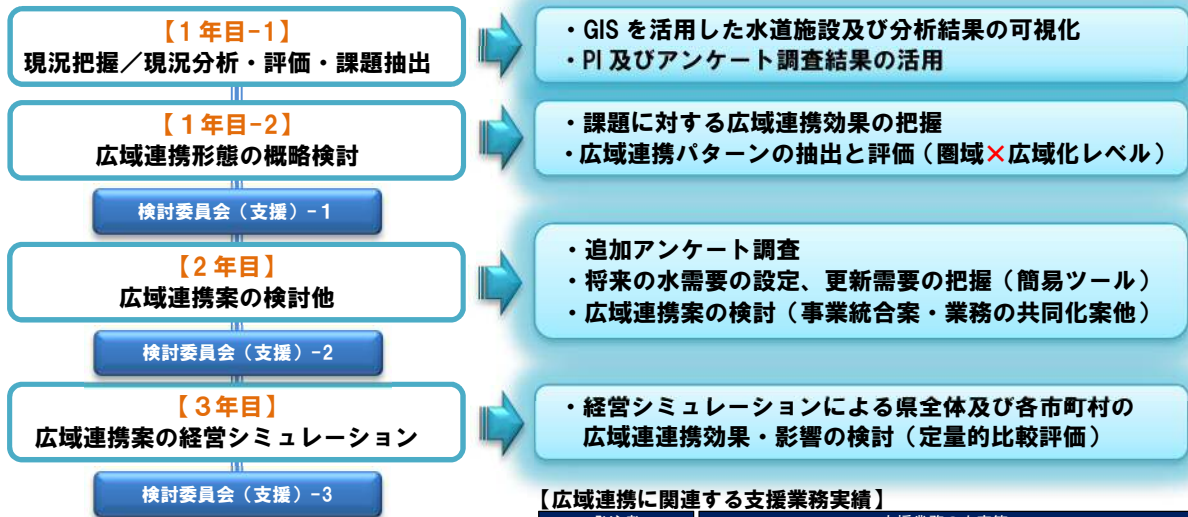 【1年目-1】
現況把握／現況分析・評価・課題抽出
・GISを活用した水道施設及び分析結果の可視化
・PI及びアンケート調査結果の活用
【1年目-2】
広域連携形態の概略検討
・課題に対する広域連携効果の把握
・広域連携パターンの抽出と評価（圏域×広域化レベル）
検討委員会（支援）-1
【2年目】
広域連携案の検討他
・追加アンケート調査
・将来の水需要の設定、更新需要の把握（簡易ツール）
・広域連携案の検討（事業統合案・業務の共同化案他）
検討委員会（支援）-2
【3年目】
広域連携案の経営シミュレーション
・経営シミュレーションによる県全体及び各市町村の
広域連連携効果・影響の検討（定量的比較評価）
検討委員会（支援）-3
【広域連携に関連する支援業務実績】